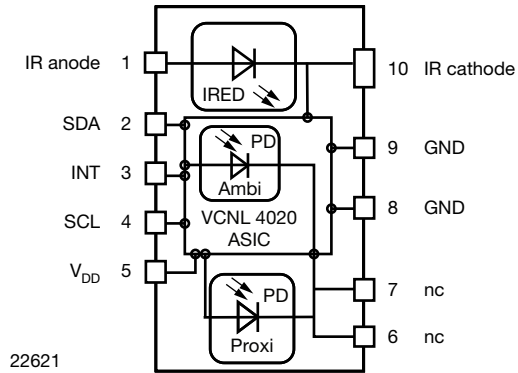 IR anode 1
10 IR cathode
IRED
SDA 2
PD
9 GND
INT 3
Ambi
SCL 4
VCNL 4020
ASIC
8 GND
VDD 5
PD
7 nc
Proxi
6 nc
22621